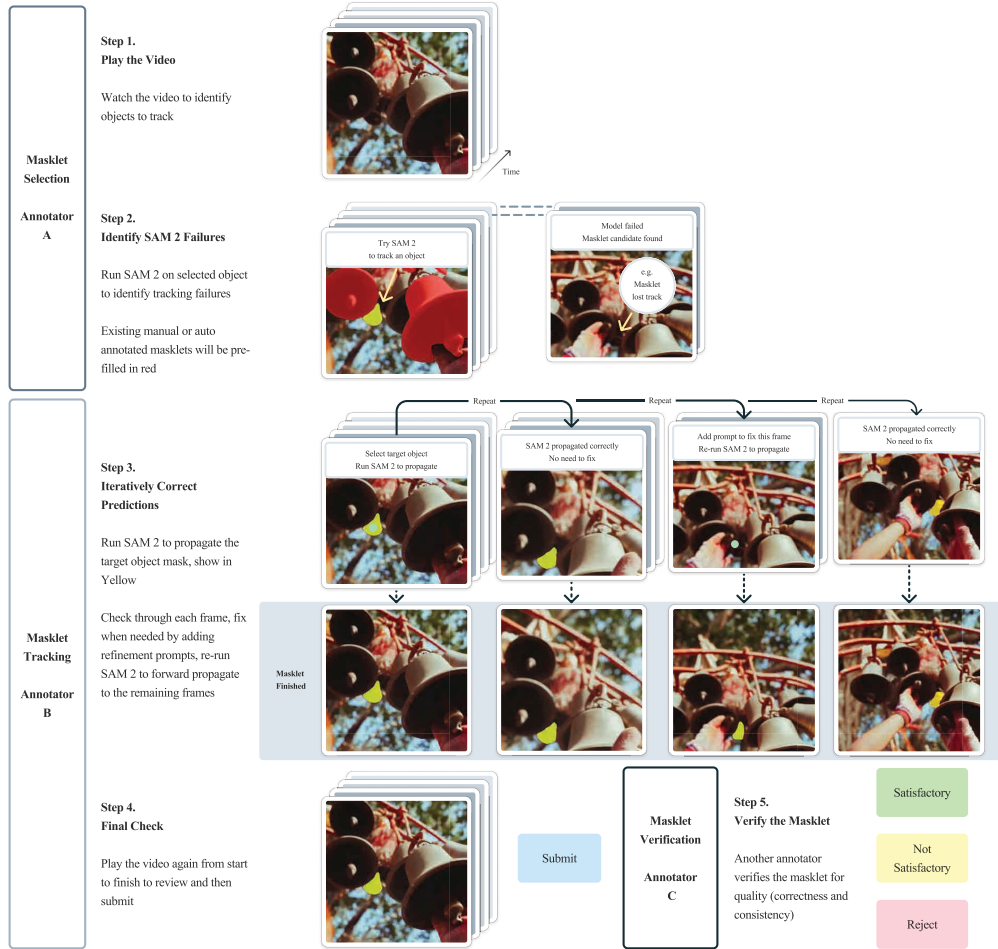 Masklet
Selection
Annotator
A
Step 1.
Play the Video
Watch the video to identify
objects to track
Time
Step 2.
Identify SAM 2 Failures
Run SAM 2 on selected object
to identify tracking failures
Existing manual or auto
annotated masklets will be pre-
filled in red
Try SAM 2
to track an object
Model failed
Masklet candidate found
e.g.
Masklet
lost track
Masklet
Tracking
Annotator
B
Step 3.
Iteratively Correct
Predictions
Run SAM 2 to propagate the
target object mask, show in
Yellow
Check through each frame, fix
when needed by adding
refinement prompts, re-run
SAM 2 to forward propagate
to the remaining frames
Repeat
Repeat
Repeat
Select target object
Run SAM 2 to propagate
SAM 2 propagated correctly
No need to fix
Add prompt to fix this frame
Re-run SAM 2 to propagate
SAM 2 propagated correctly
No need to fix
Masklet
Finished
Step 4.
Final Check
Play the video again from start
to finish to review and then
submit
Submit
Masklet
Verification
Annotator
C
Step 5.
Verify the Masklet
Another annotator
verifies the masklet for
quality (correctness and
consistency)
Satisfactory
Not
Satisfactory
Reject